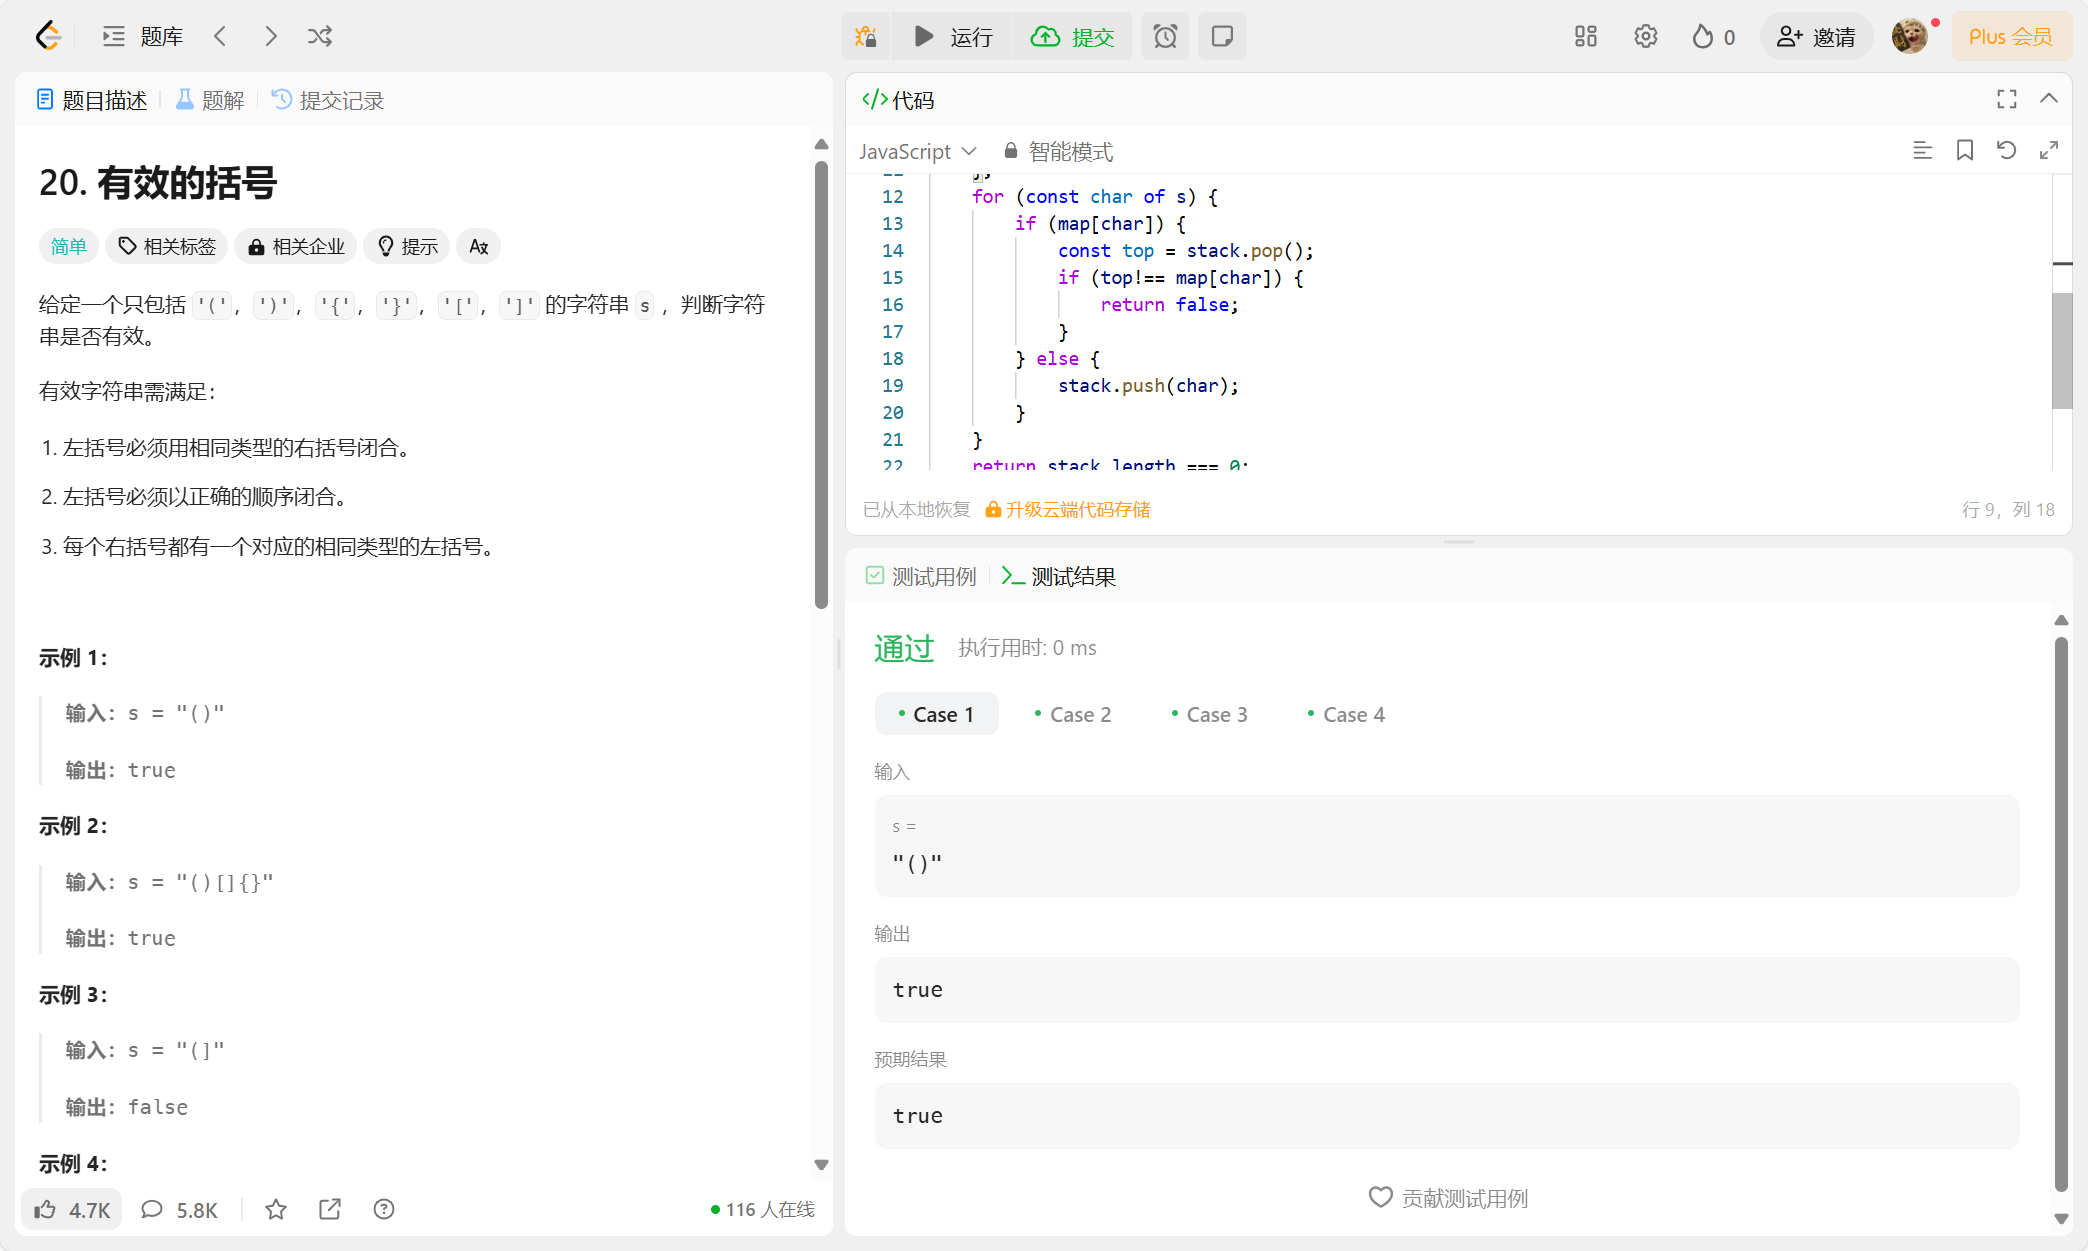 题库
运行
提交
0
邀请
Plus 会员
题目描述
题解
提交记录
20. 有效的括号
简单
相关标签
相关企业
提示
给定一个只包括 '('，')'，'{'，'}'，'['，']' 的字符串 s ，判断字符
串是否有效。
有效字符串需满足：
1. 左括号必须用相同类型的右括号闭合。
2. 左括号必须以正确的顺序闭合。
3. 每个右括号都有一个对应的相同类型的左括号。
示例 1：
输入：s = "()"
输出：true
示例 2：
输入：s = "()[]{}"
输出：true
示例 3：
输入：s = "(]"
输出：false
示例 4：
4.7K
5.8K
116 人在线
代码
JavaScript
智能模式
12 for (const char of s) {
13 if (map[char]) {
14 const top = stack.pop();
15 if (top!== map[char]) {
16 return false;
17 }
18 } else {
19 stack.push(char);
20 }
21 }
22 return stack.length === 0;
已从本地恢复
升级云端代码存储
行 9，列 18
测试用例
测试结果
通过
执行用时: 0 ms
Case 1
Case 2
Case 3
Case 4
输入
s =
"()"
输出
true
预期结果
true
贡献测试用例